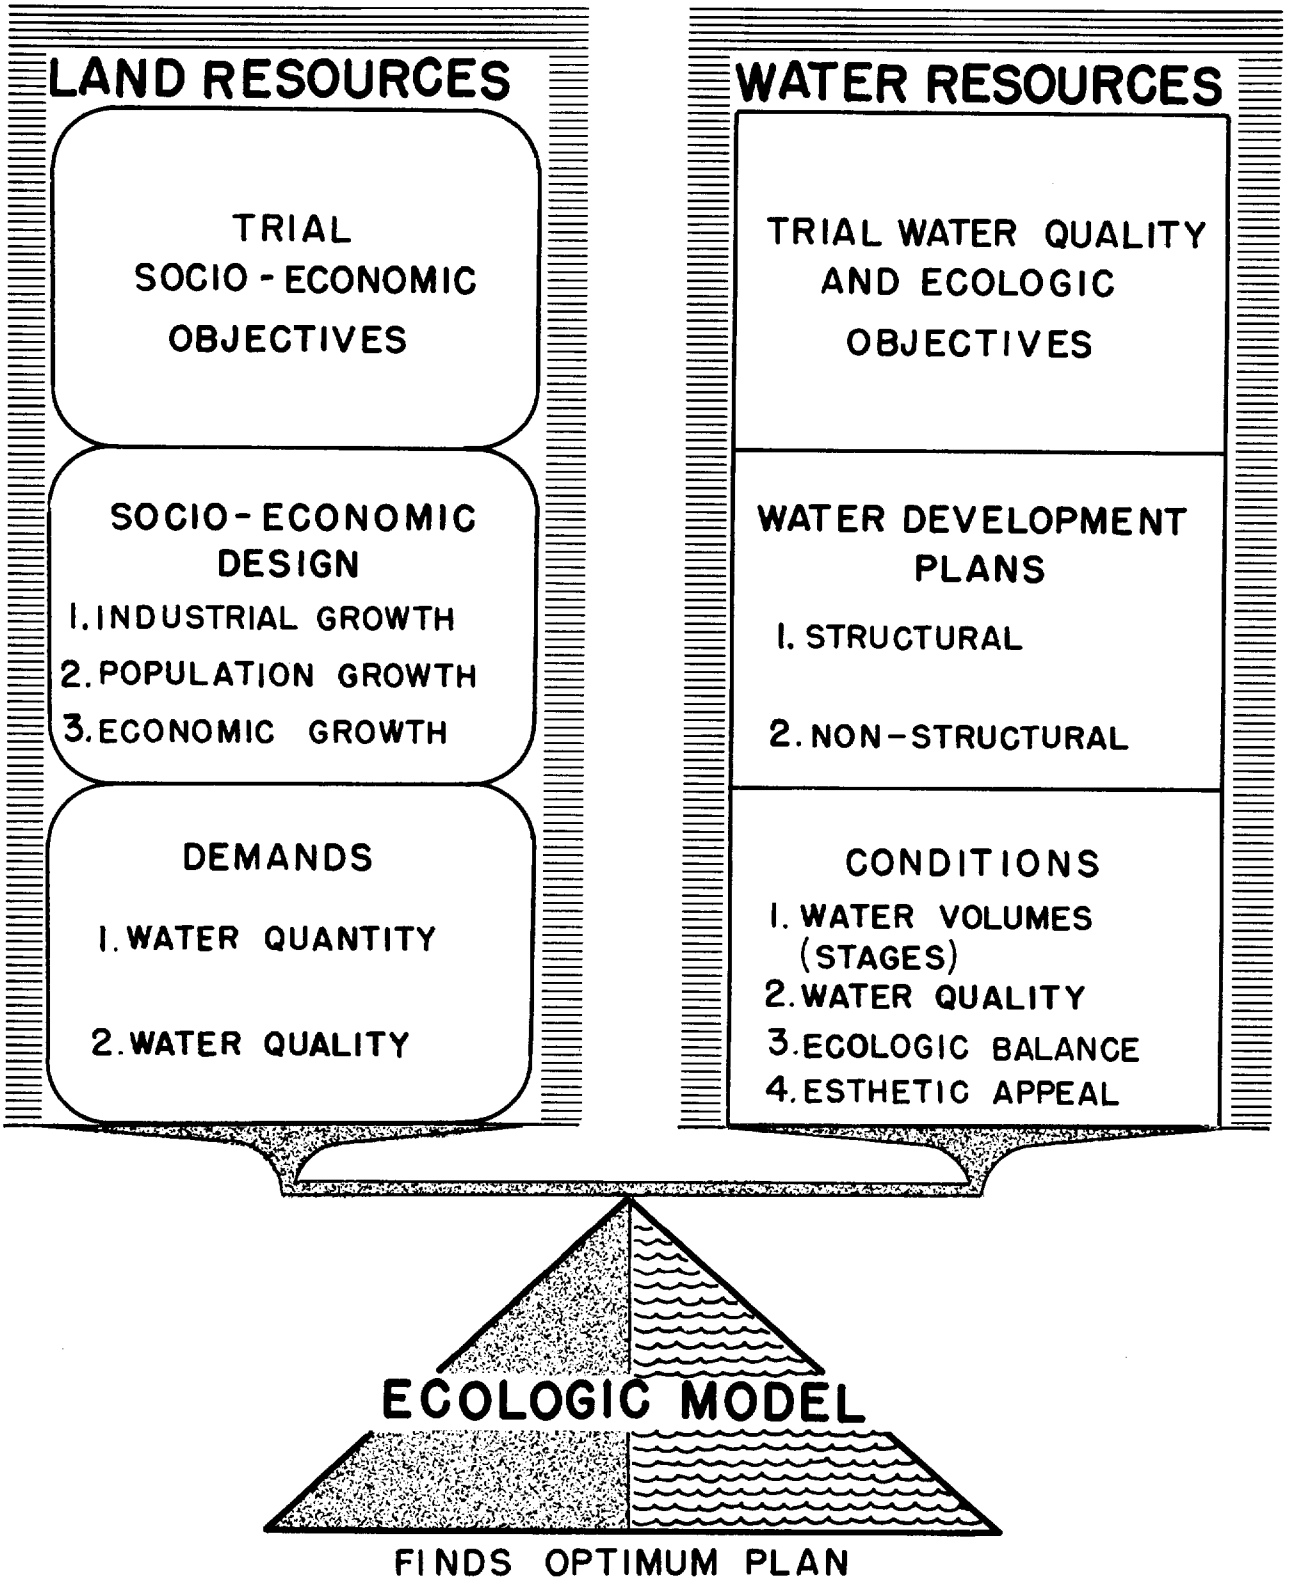 LAND RESOURCES
TRIAL
SOCIO - ECONOMIC
OBJECTIVES
SOCIO - ECONOMIC
DESIGN
1. INDUSTRIAL GROWTH
2. POPULATION GROWTH
3. ECONOMIC GROWTH
DEMANDS
1. WATER QUANTITY
2. WATER QUALITY
WATER RESOURCES
TRIAL WATER QUALITY
AND ECOLOGIC
OBJECTIVES
WATER DEVELOPMENT
PLANS
1. STRUCTURAL
2. NON-STRUCTURAL
CONDITIONS
1. WATER VOLUMES
(STAGES)
2. WATER QUALITY
3. ECOLOGIC BALANCE
4. ESTHETIC APPEAL
ECOLOGIC MODEL
FINDS OPTIMUM PLAN